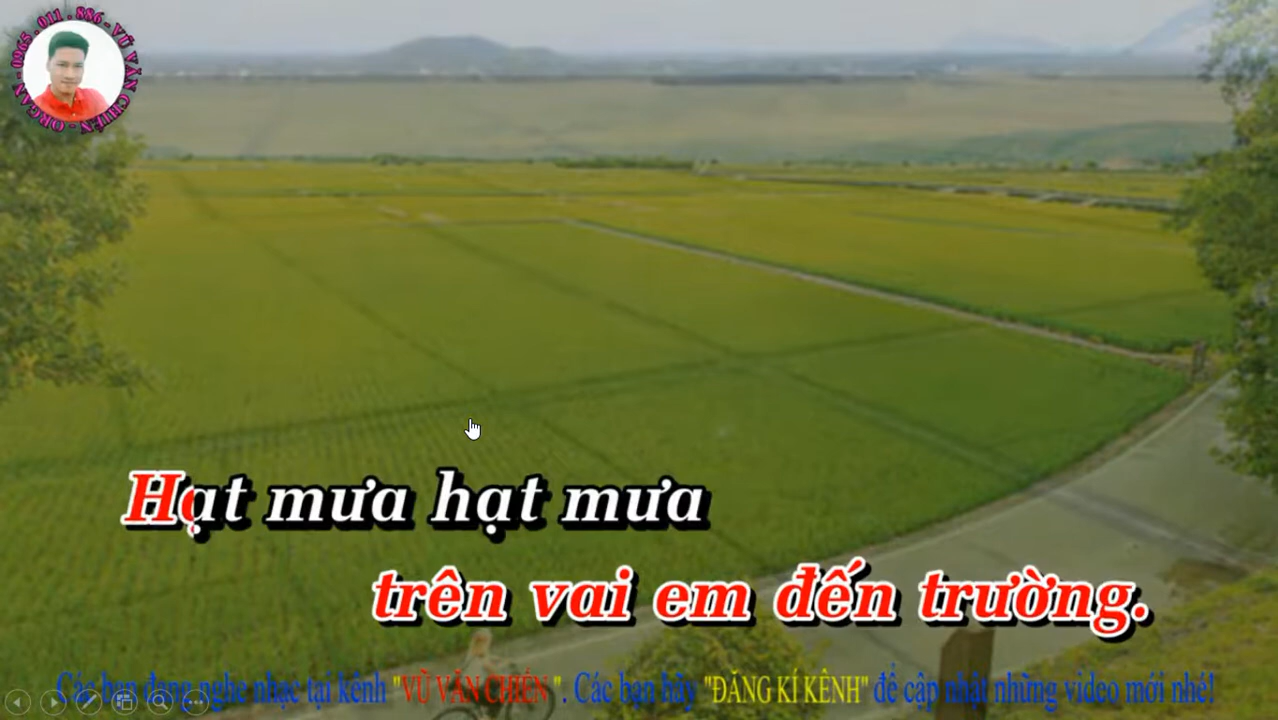 ORGAN - 0965 . 011 . 886 - VŨ VĂN CHIẾN -
Hạt mưa hạt mưa
trên vai em đến trường.
Các bạn đang nghe nhạc tại kênh "VŨ VĂN CHIẾN ". Các bạn hãy "ĐĂNG KÍ KÊNH" để cập nhật những video mới nhé!